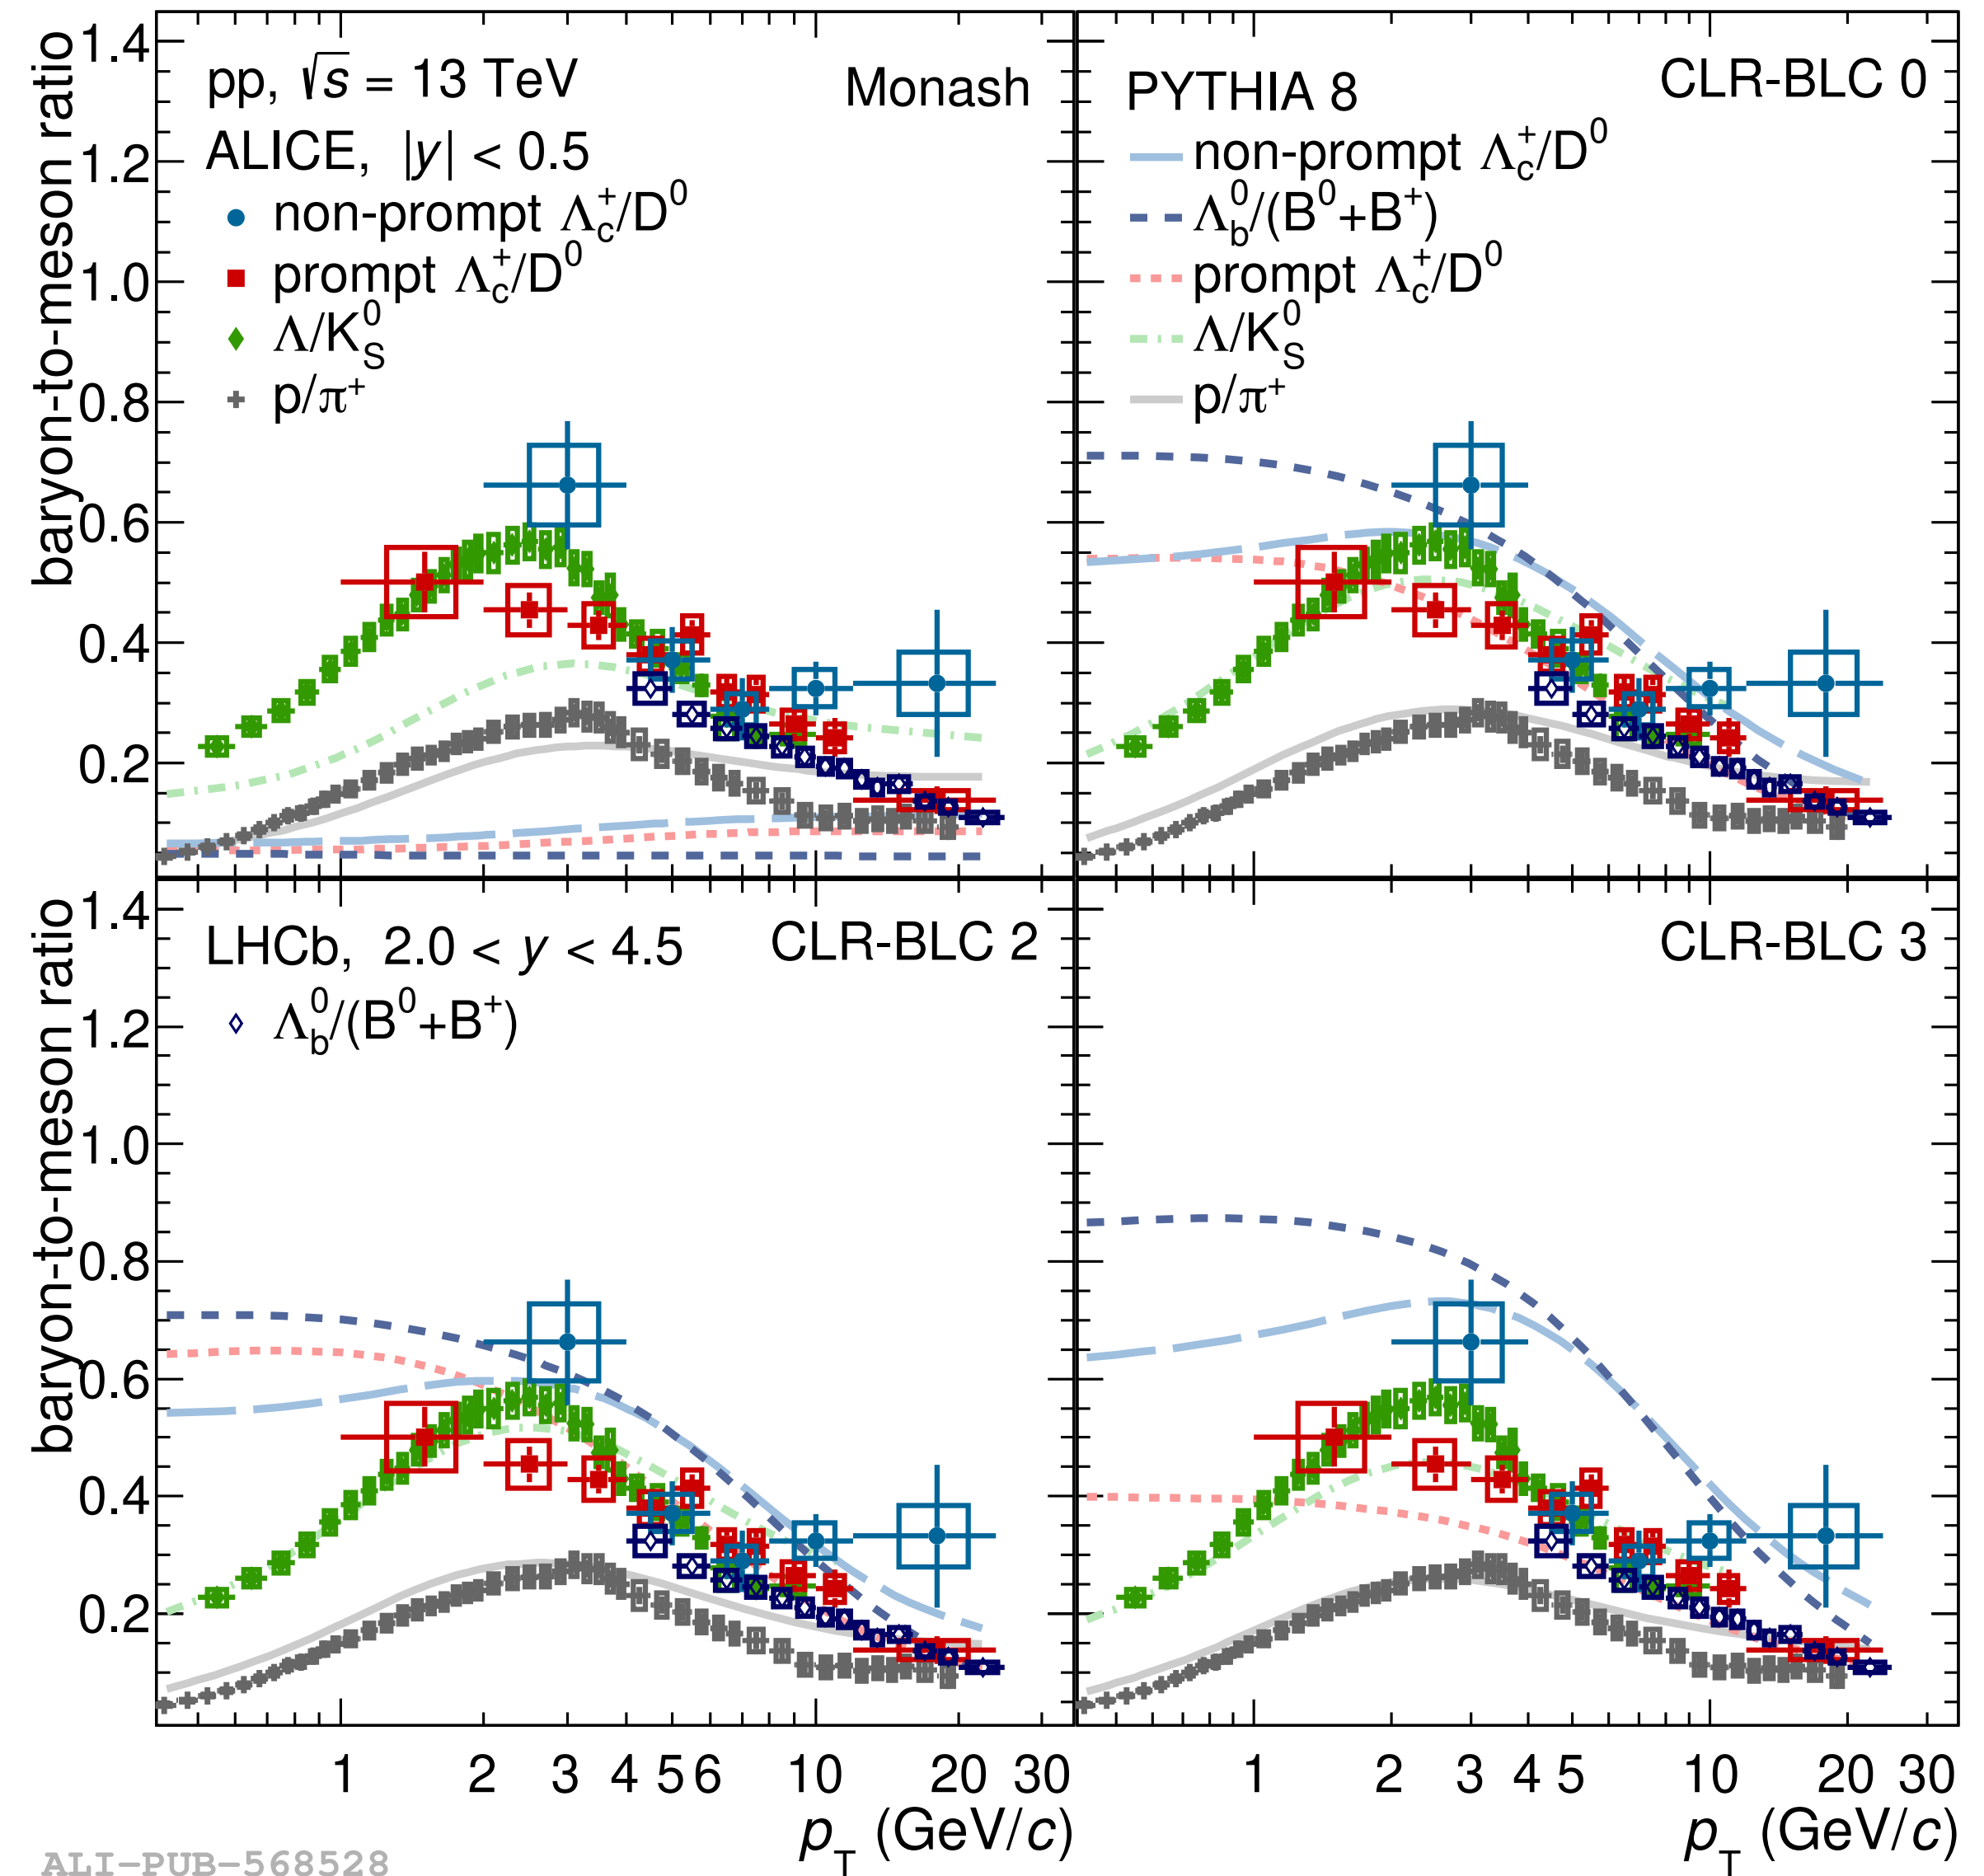 baryon-to-meson ratio
1.4
1.2
1.0
0.8
0.6
0.4
0.2
pp, √s = 13 TeV
Monash
ALICE, |y| < 0.5
non-prompt Λc+/D0
prompt Λc+/D0
Λ/K0S
p/π+
PYTHIA 8
CLR-BLC 0
non-prompt Λc+/D0
Λ0b/(B0+B+)
prompt Λc+/D0
Λ/K0S
p/π+
baryon-to-meson ratio
1.4
1.2
1.0
0.8
0.6
0.4
0.2
LHCb, 2.0 < y < 4.5
CLR-BLC 2
Λ0b/(B0+B+)
CLR-BLC 3
1 2 3 4 5 6 10 20 30
pT (GeV/c)
1 2 3 4 5 10 20 30
pT (GeV/c)
ALI-PUB-568528